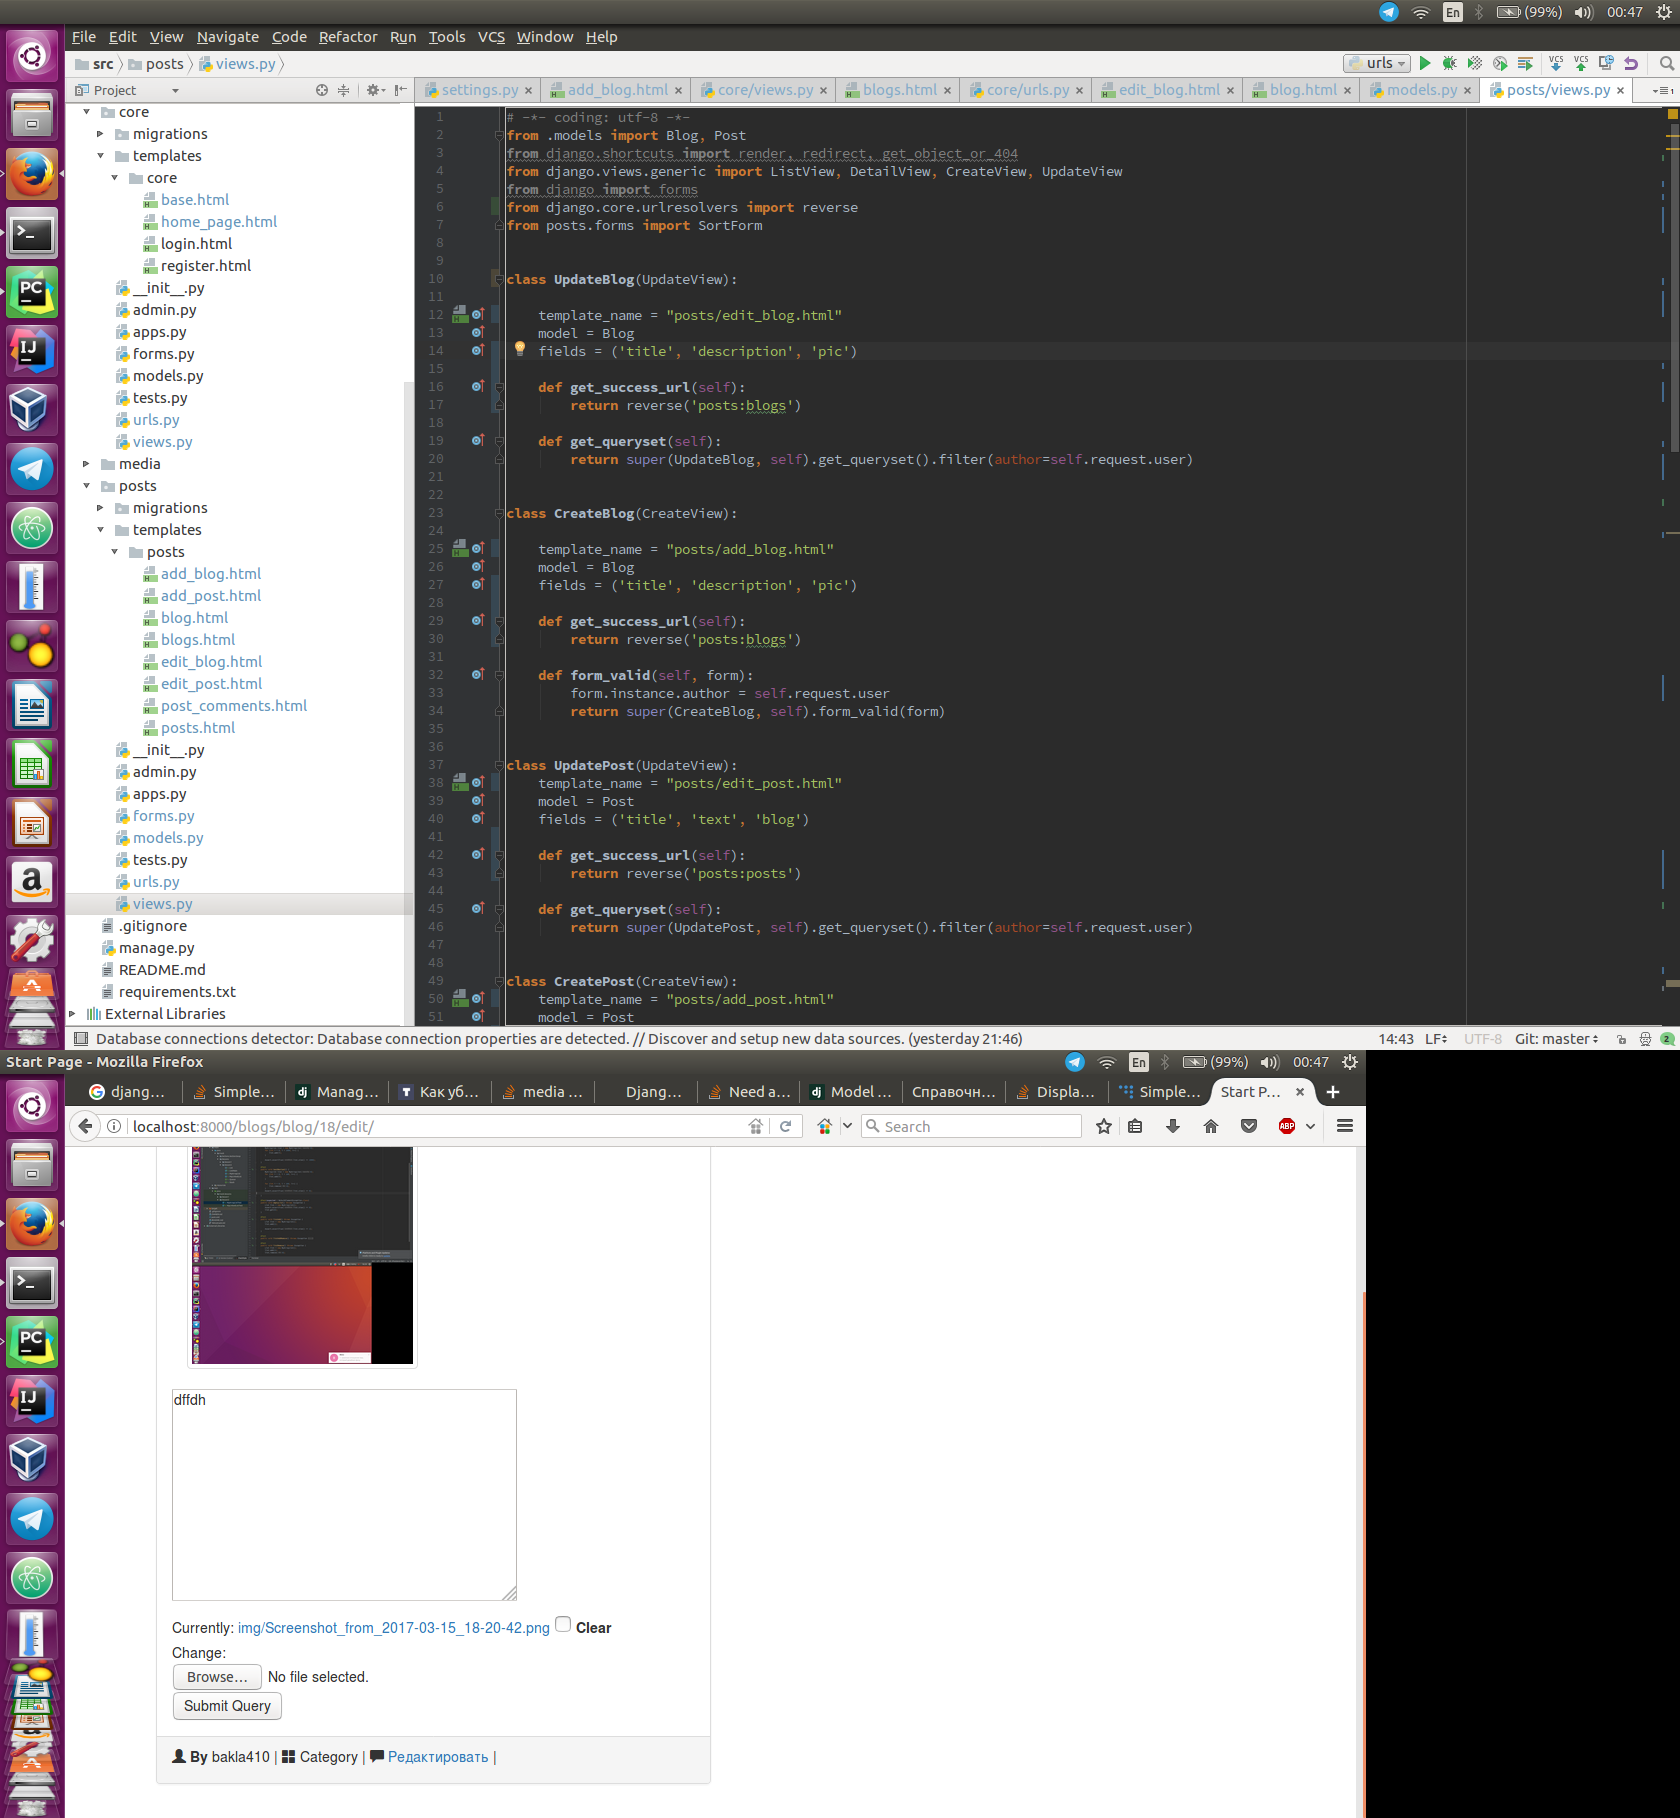 En (99%) 00:47
File Edit View Navigate Code Refactor Run Tools VCS Window Help
src posts views.py urls VCS VCS
Project
settings.py add_blog.html core/views.py blogs.html core/urls.py edit_blog.html blog.html models.py posts/views.py
core
migrations
templates
core
base.html
home_page.html
login.html
register.html
__init__.py
admin.py
apps.py
forms.py
models.py
tests.py
urls.py
views.py
media
posts
migrations
templates
posts
add_blog.html
add_post.html
blog.html
blogs.html
edit_blog.html
edit_post.html
post_comments.html
posts.html
__init__.py
admin.py
apps.py
forms.py
models.py
tests.py
urls.py
views.py
.gitignore
manage.py
README.md
requirements.txt
External Libraries
1 # -*- coding: utf-8 -*-
2 from .models import Blog, Post
3 from django.shortcuts import render, redirect, get_object_or_404
4 from django.views.generic import ListView, DetailView, CreateView, UpdateView
5 from django import forms
6 from django.core.urlresolvers import reverse
7 from posts.forms import SortForm
8
9
10 class UpdateBlog(UpdateView):
11
12 template_name = "posts/edit_blog.html"
13 model = Blog
14 fields = ('title', 'description', 'pic')
15
16 def get_success_url(self):
17 return reverse('posts:blogs')
18
19 def get_queryset(self):
20 return super(UpdateBlog, self).get_queryset().filter(author=self.request.user)
21
22
23 class CreateBlog(CreateView):
24
25 template_name = "posts/add_blog.html"
26 model = Blog
27 fields = ('title', 'description', 'pic')
28
29 def get_success_url(self):
30 return reverse('posts:blogs')
31
32 def form_valid(self, form):
33 form.instance.author = self.request.user
34 return super(CreateBlog, self).form_valid(form)
35
36
37 class UpdatePost(UpdateView):
38 template_name = "posts/edit_post.html"
39 model = Post
40 fields = ('title', 'text', 'blog')
41
42 def get_success_url(self):
43 return reverse('posts:posts')
44
45 def get_queryset(self):
46 return super(UpdatePost, self).get_queryset().filter(author=self.request.user)
47
48
49 class CreatePost(CreateView):
50 template_name = "posts/add_post.html"
51 model = Post
Database connections detector: Database connection properties are detected. // Discover and setup new data sources. (yesterday 21:46) 14:43 LF UTF-8 Git: master 2
Start Page - Mozilla Firefox En (99%) 00:47
djang... Simple... Manag... Как уб... media ... Djang... Need a... Model ... Справочн... Displa... Simple... Start P...
localhost:8000/blogs/blog/18/edit/ Search ABP
dffdh
Currently: img/Screenshot_from_2017-03-15_18-20-42.png Clear
Change:
Browse... No file selected.
Submit Query
By bakla410 | Category | Редактировать |